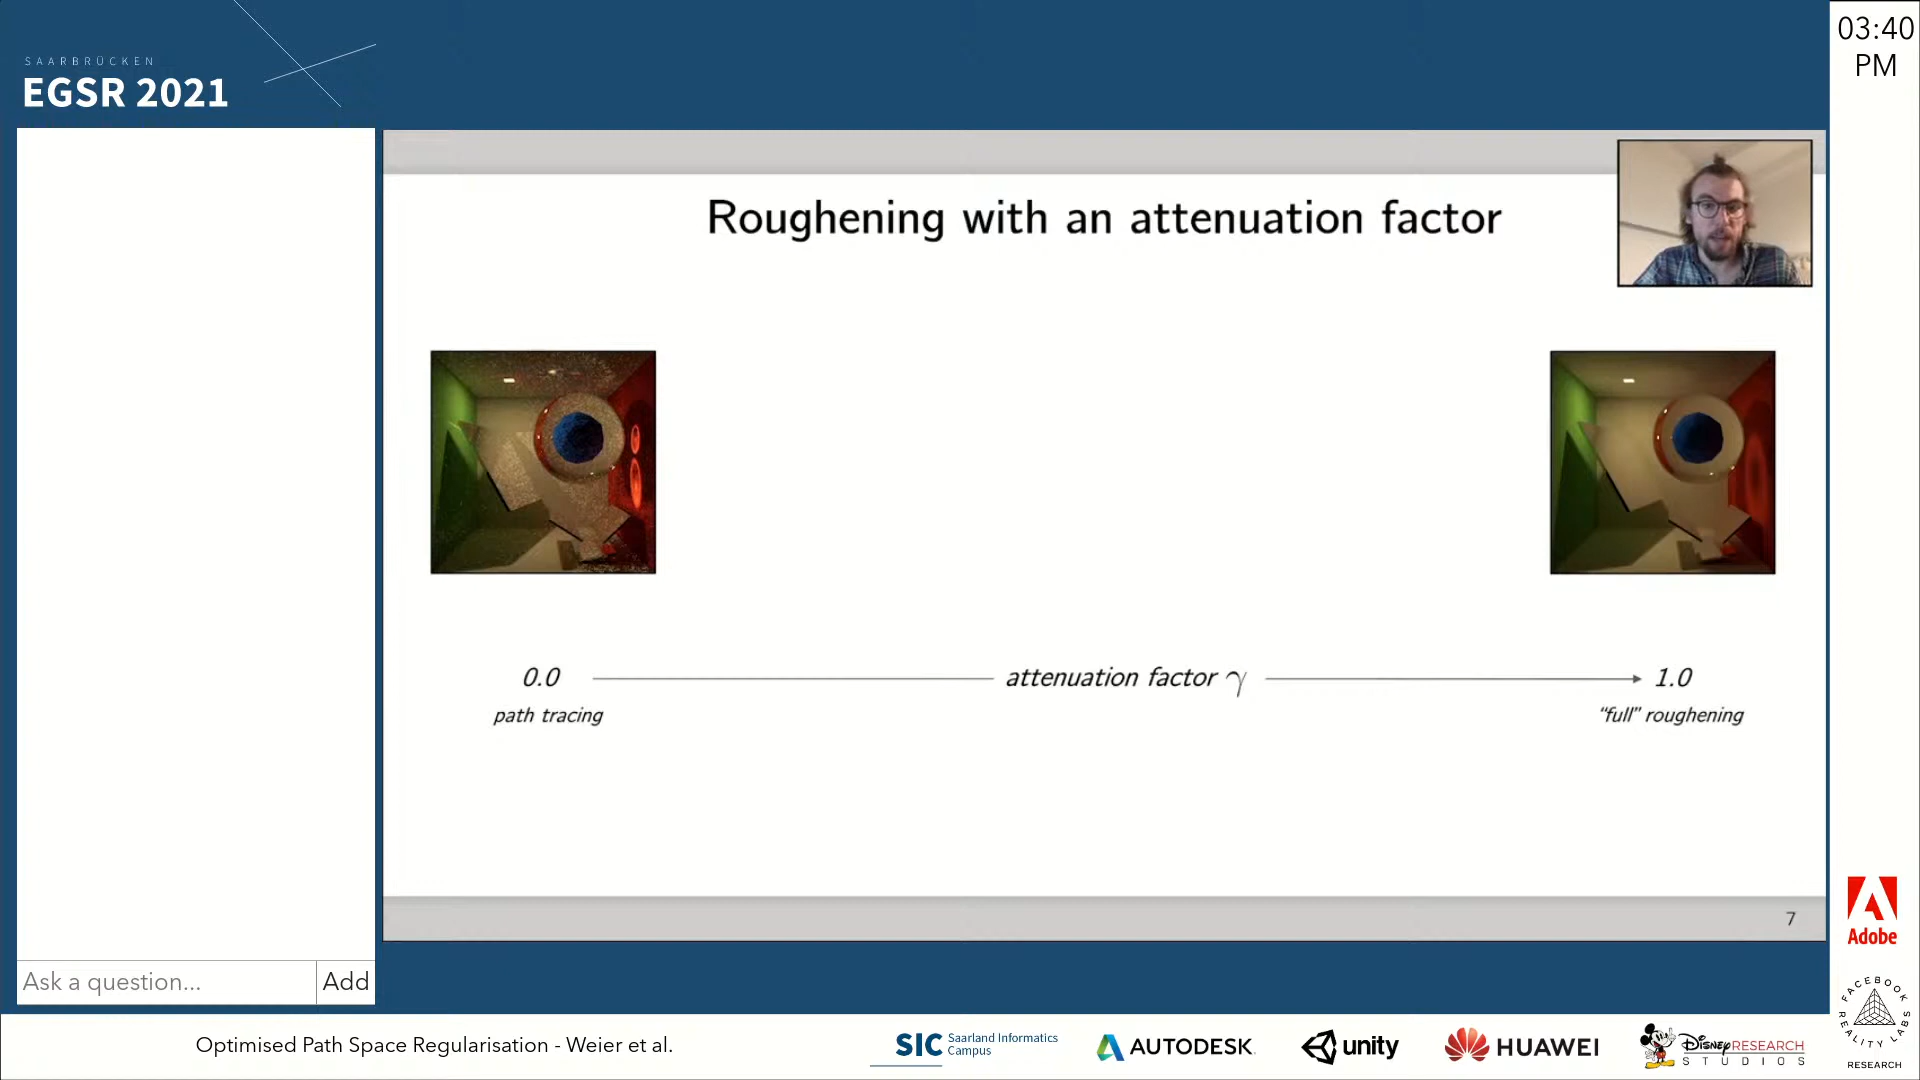 SAARBRÜCKEN
EGSR 2021
03:40
PM
Roughening with an attenuation factor
0.0
attenuation factor γ
1.0
path tracing
“full” roughening
7
Ask a question...
Add
Adobe
FACEBOOK REALITY LABS
RESEARCH
Optimised Path Space Regularisation - Weier et al.
SIC Saarland Informatics
Campus
AUTODESK.
unity
HUAWEI
Disney RESEARCH
STUDIOS